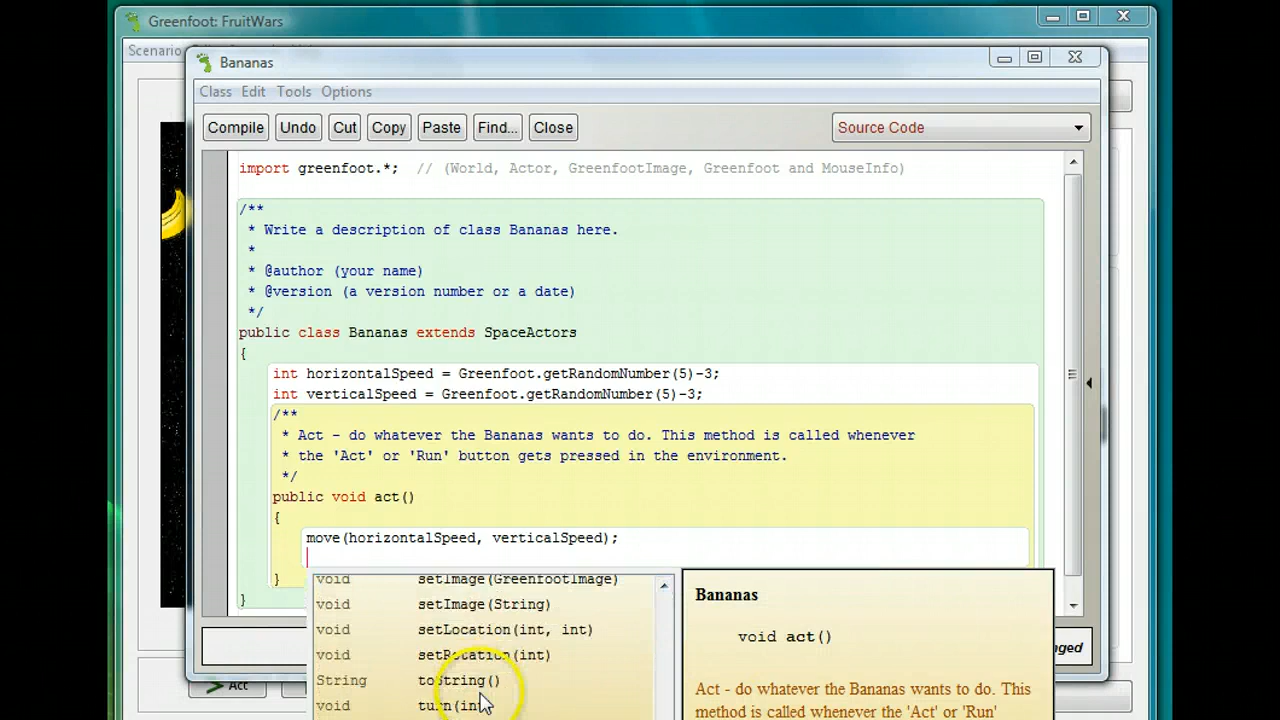 Greenfoot: FruitWars
Scenario
Bananas
Class Edit Tools Options
Compile Undo Cut Copy Paste Find... Close Source Code
import greenfoot.*; // (World, Actor, GreenfootImage, Greenfoot and MouseInfo)
/**
* Write a description of class Bananas here.
*
* @author (your name)
* @version (a version number or a date)
*/
public class Bananas extends SpaceActors
{
int horizontalSpeed = Greenfoot.getRandomNumber(5)-3;
int verticalSpeed = Greenfoot.getRandomNumber(5)-3;
/**
* Act - do whatever the Bananas wants to do. This method is called whenever
* the 'Act' or 'Run' button gets pressed in the environment.
*/
public void act()
{
move(horizontalSpeed, verticalSpeed);
}
}
void setImage(GreenfootImage)
void setImage(String)
void setLocation(int, int)
void setRotation(int)
String toString()
void turn(int)
Bananas
void act()
Act - do whatever the Bananas wants to do. This
method is called whenever the 'Act' or 'Run'
Act